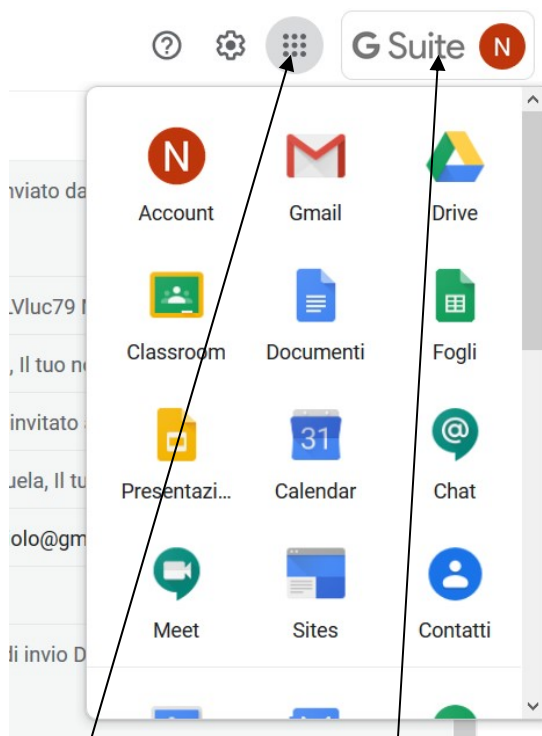 G Suite N
N
Account Gmail Drive
nviato da
Vluc79
Classroom Documenti Fogli
, Il tuo
invitato
31
Presentazi... Calendar Chat
uela, Il tu
olo@gm
Meet Sites Contatti
di invio D